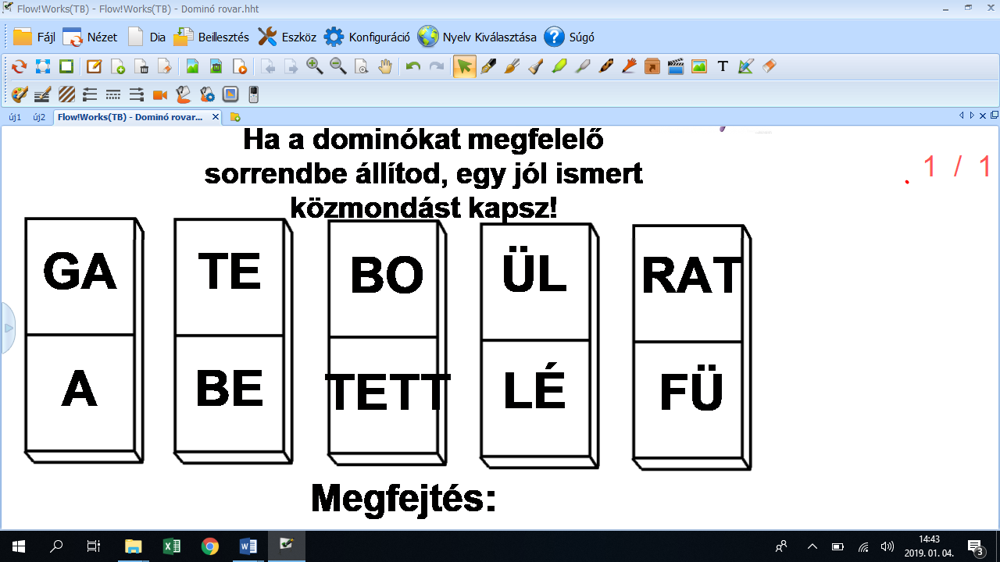 Flow!Works(TB) - Flow!Works(TB) - Dominó rovar.hht
Fájl Nézet Dia Beillesztés Eszköz Konfiguráció Nyelv Kiválasztása Súgó
új1 új2 Flow!Works(TB) - Dominó rovar...
Ha a dominókat megfelelő
sorrendbe állítod, egy jól ismert
közmondást kapsz!
1 / 1
GA TE BO ÜL RAT
A BE TETT LÉ FÜ
Megfejtés:
14:43
2019. 01. 04.
3